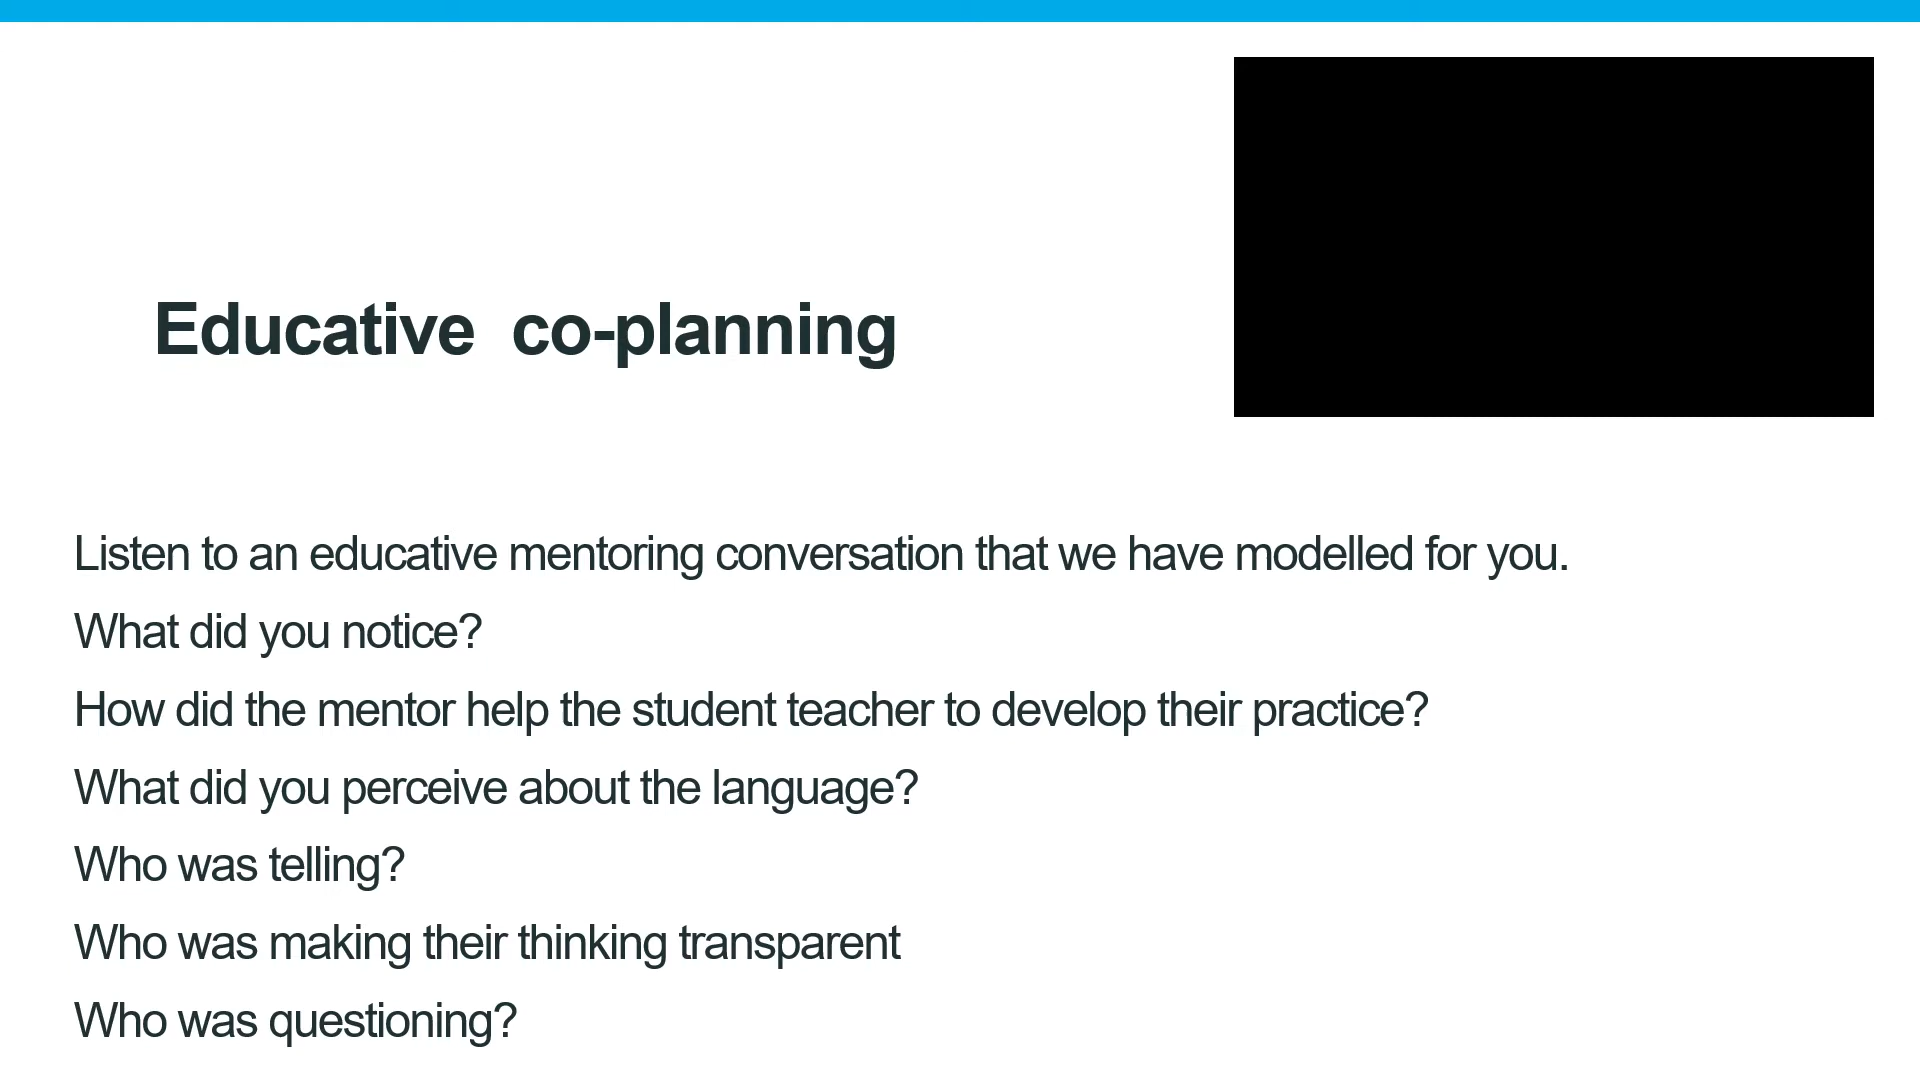 Educative  co-planning
Listen to an educative mentoring conversation that we have modelled for you.
What did you notice?
How did the mentor help the student teacher to develop their practice?
What did you perceive about the language?
Who was telling?
Who was making their thinking transparent
Who was questioning?